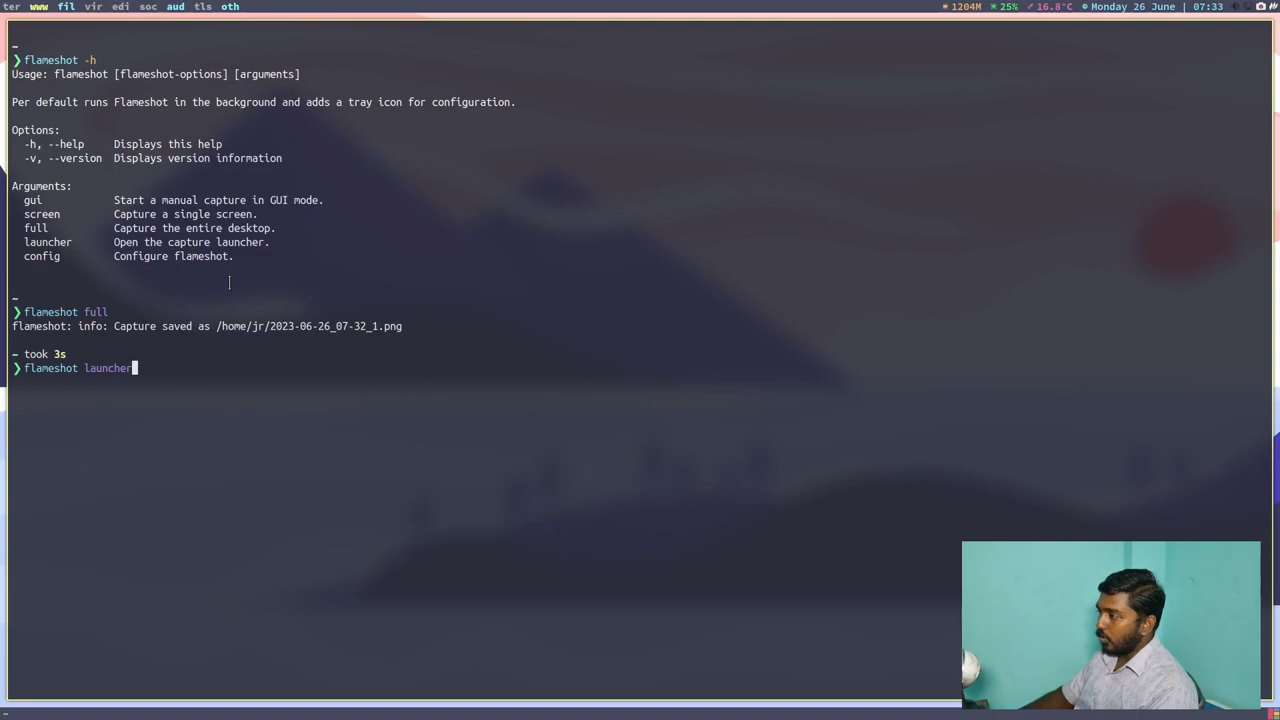 ter www fil vir edi soc aud tls oth 1204M 25% 16.8°C Monday 26 June | 07:33
~
❯ flameshot -h
Usage: flameshot [flameshot-options] [arguments]
Per default runs Flameshot in the background and adds a tray icon for configuration.
Options:
-h, --help Displays this help
-v, --version Displays version information
Arguments:
gui Start a manual capture in GUI mode.
screen Capture a single screen.
full Capture the entire desktop.
launcher Open the capture launcher.
config Configure flameshot.
~
❯ flameshot full
flameshot: info: Capture saved as /home/jr/2023-06-26_07-32_1.png
~ took 3s
❯ flameshot launcher
~